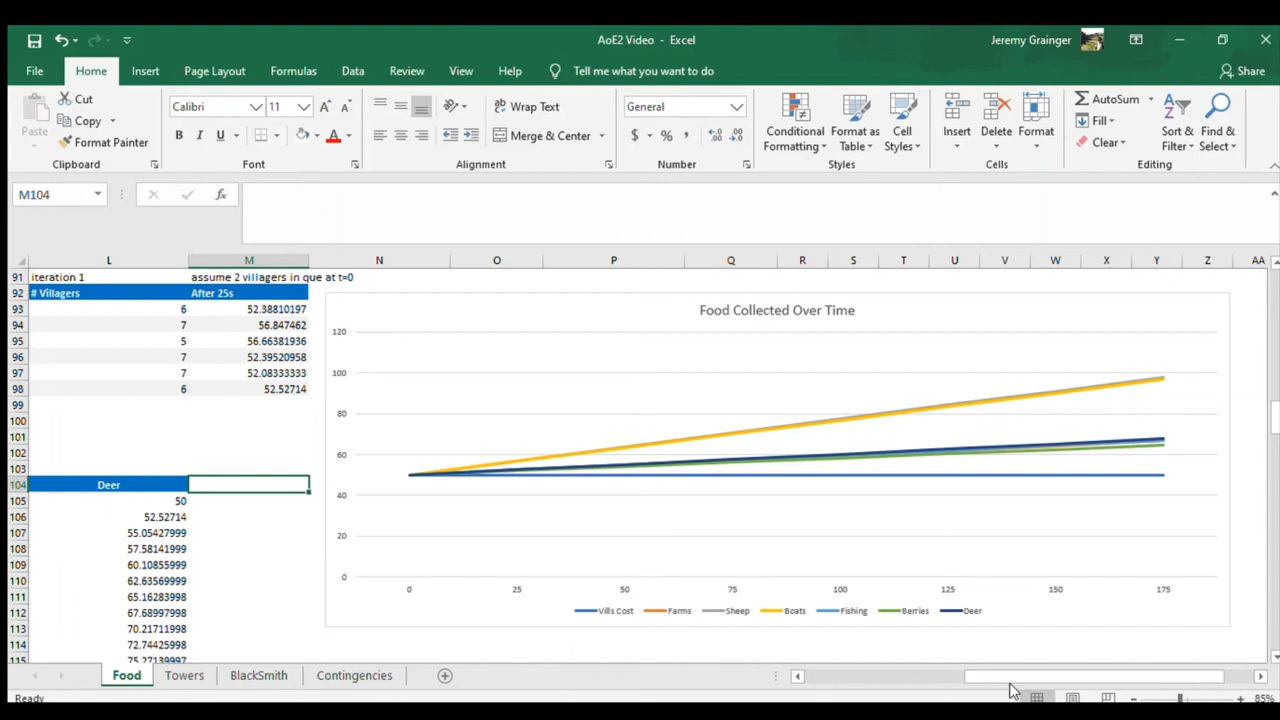 AoE2 Video - Excel
Jeremy Grainger
File Home Insert Page Layout Formulas Data Review View Help Tell me what you want to do Share
Paste
Cut
Copy
Format Painter
Clipboard
Calibri 11
B I U
Font
Wrap Text
Merge & Center
Alignment
General
$ % ,
Number
Conditional Formatting
Format as Table
Cell Styles
Styles
Insert
Delete
Format
Cells
AutoSum
Fill
Clear
Sort & Filter
Find & Select
Editing
M104 fx
L M N O P Q R S T U V W X Y Z AA
91 iteration 1 assume 2 villagers in que at t=0
92 # Villagers After 25s
93 6 52.38810197
94 7 56.847462
95 5 56.66381936
96 7 52.39520958
97 7 52.08333333
98 6 52.52714
99
100
101
102
103
104 Deer
105 50
106 52.52714
107 55.05427999
108 57.58141999
109 60.10855999
110 62.63569999
111 65.16283999
112 67.68997998
113 70.21711998
114 72.74425998
115 75.27139997
Food Collected Over Time
120
100
80
60
40
20
0
0 25 50 75 100 125 150 175
Vills Cost Farms Sheep Boats Fishing Berries Deer
Food Towers BlackSmith Contingencies
Ready 85%